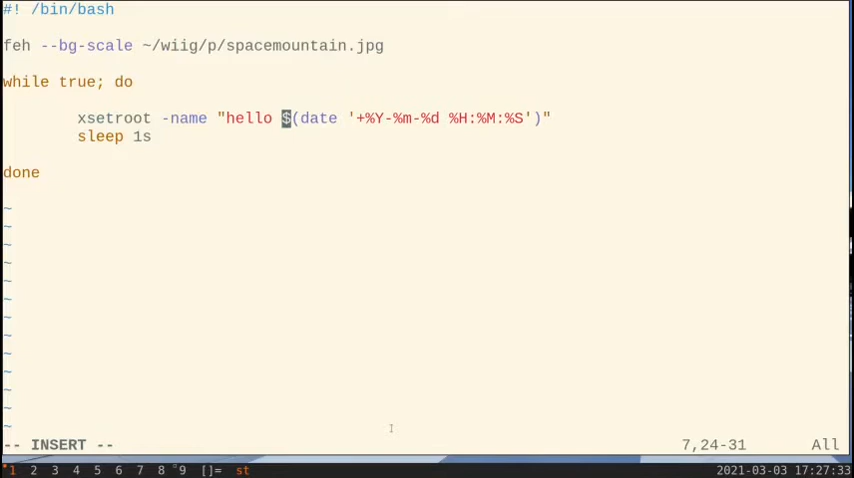 #! /bin/bash
feh --bg-scale ~/wiig/p/spacemountain.jpg
while true; do
xsetroot -name "hello $(date '+%Y-%m-%d %H:%M:%S')"
sleep 1s
done
~
~
~
~
~
~
~
~
~
~
~
~
~
-- INSERT -- 7,24-31 All
1 2 3 4 5 6 7 8 9 []= st 2021-03-03 17:27:33